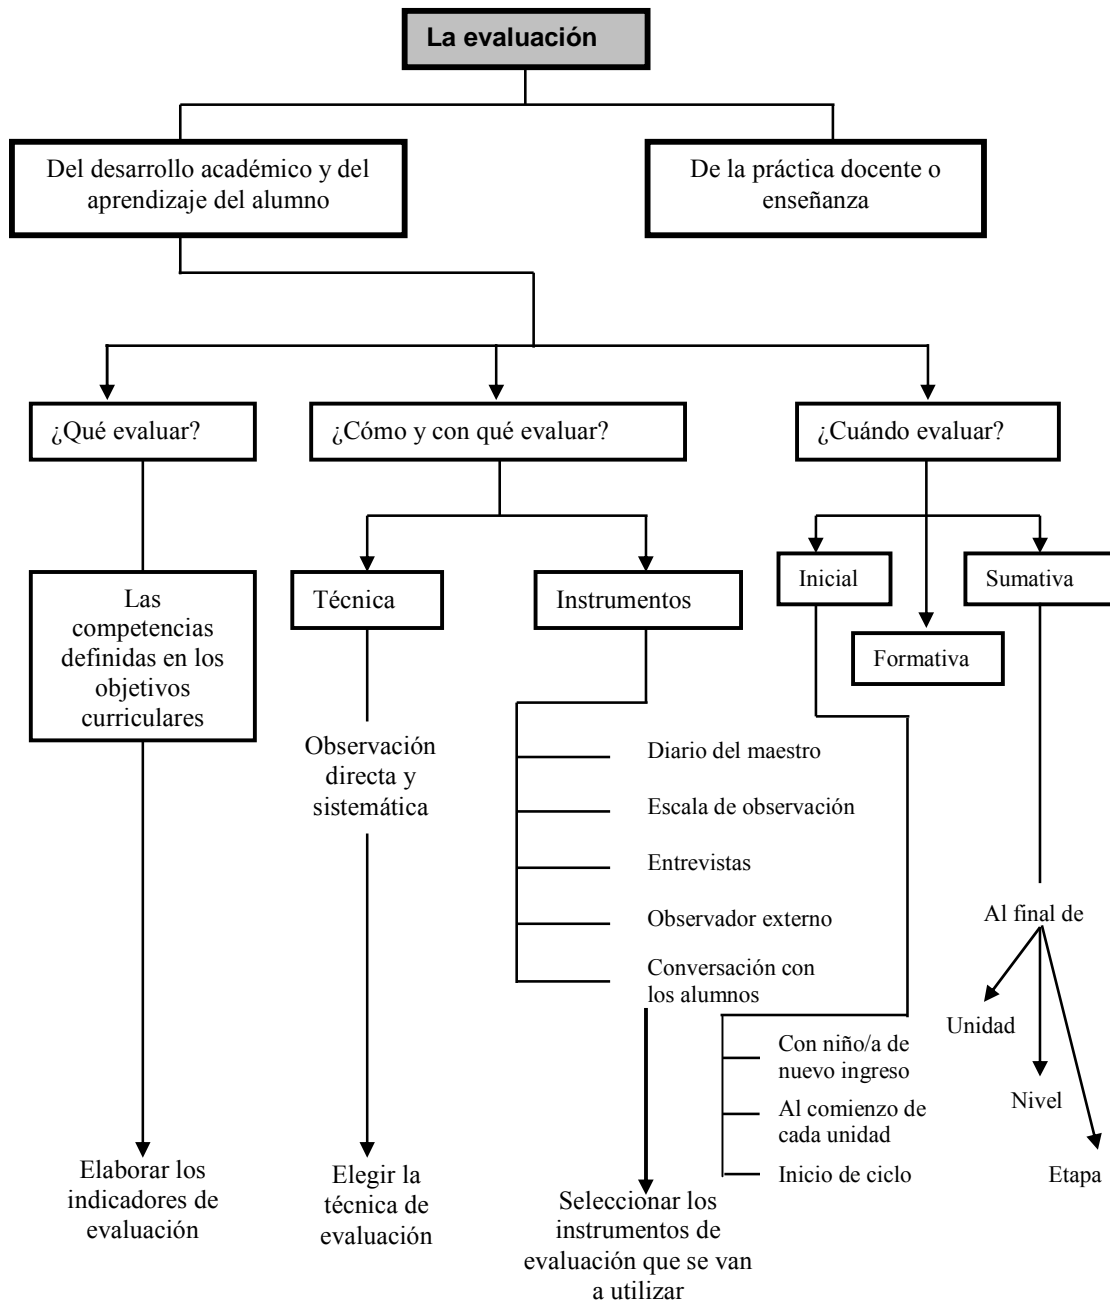 La evaluación
Del desarrollo académico y del
aprendizaje del alumno
De la práctica docente o
enseñanza
¿Qué evaluar?
¿Cómo y con qué evaluar?
¿Cuándo evaluar?
Las
competencias
definidas en los
objetivos
curriculares
Técnica
Instrumentos
Inicial
Sumativa
Formativa
Observación
directa y
sistemática
Diario del maestro
Escala de observación
Entrevistas
Observador externo
Conversación con
los alumnos
Al final de
Unidad
Nivel
Etapa
Con niño/a de
nuevo ingreso
Al comienzo de
cada unidad
Inicio de ciclo
Elaborar los
indicadores de
evaluación
Elegir la
técnica de
evaluación
Seleccionar los
instrumentos de
evaluación que se van
a utilizar